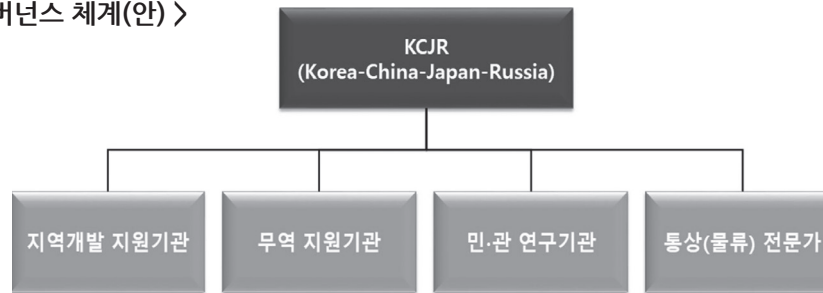 버넌스 체계(안) 〉
KCJR
(Korea-China-Japan-Russia)
지역개발 지원기관
무역 지원기관
민·관 연구기관
통상(물류) 전문가